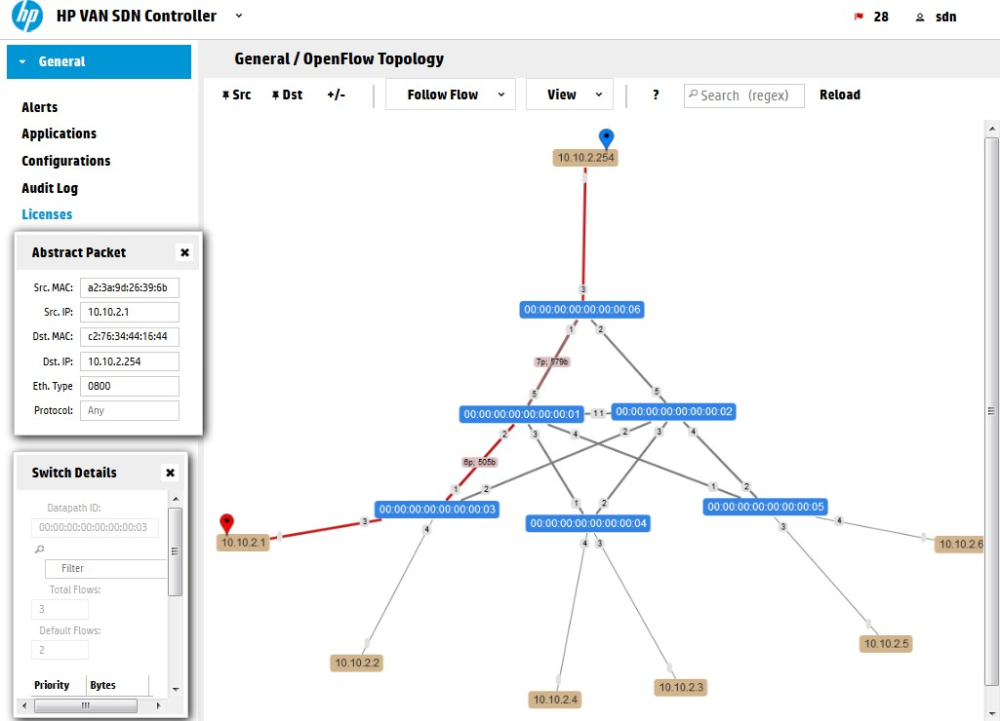 hp HP VAN SDN Controller 28 sdn
General
General / OpenFlow Topology
Src Dst +/- Follow Flow View ? Search (regex) Reload
Alerts
Applications
Configurations
Audit Log
Licenses
Abstract Packet
Src. MAC: a2:3a:9d:26:39:6b
Src. IP: 10.10.2.1
Dst. MAC: c2:76:34:44:16:44
Dst. IP: 10.10.2.254
Eth. Type 0800
Protocol: Any
Switch Details
Datapath ID:
00:00:00:00:00:00:00:03
Filter
Total Flows:
3
Default Flows:
2
Priority Bytes
10.10.2.254
3
00:00:00:00:00:00:00:06
1 2
7p; 579b
5 5
00:00:00:00:00:00:00:01 1 1 00:00:00:00:00:00:00:02
2 3 4 2 3 4
6p; 505b
1 2 1 2 1 2
00:00:00:00:00:00:00:03 00:00:00:00:00:00:00:04 00:00:00:00:00:00:00:05
3 4 4 3 3 4
10.10.2.1
10.10.2.6
10.10.2.5
10.10.2.2
10.10.2.3
10.10.2.4